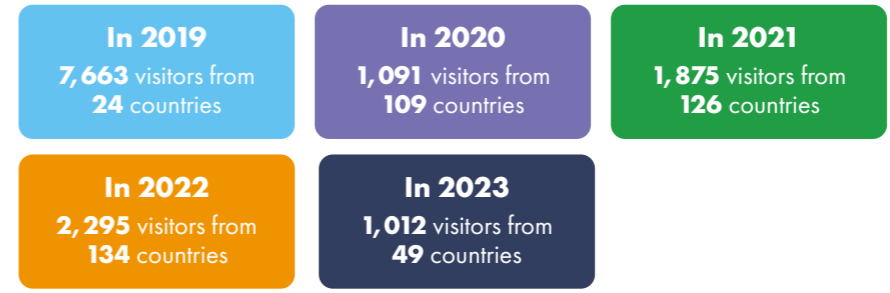 In 2019
7,663 visitors from
24 countries
In 2020
1,091 visitors from
109 countries
In 2021
1,875 visitors from
126 countries
In 2022
2,295 visitors from
134 countries
In 2023
1,012 visitors from
49 countries